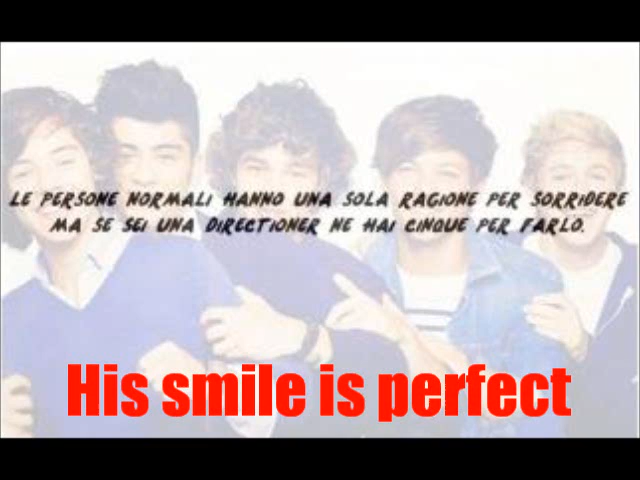 LE PERSONE NORMALI HANNO UNA SOLA RAGIONE PER SORRIDERE
MA SE SEI UNA DIRECTIONER NE HAI CINQUE PER FARLO.
His smile is perfect